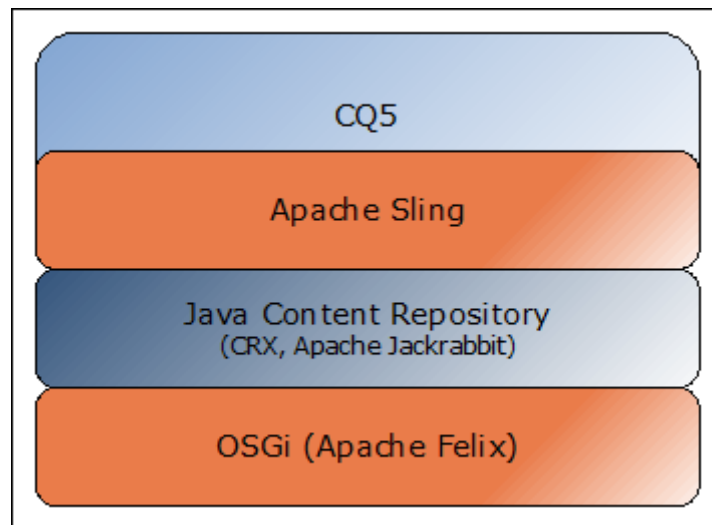 CQ5
Apache Sling
Java Content Repository
(CRX, Apache Jackrabbit)
OSGi (Apache Felix)